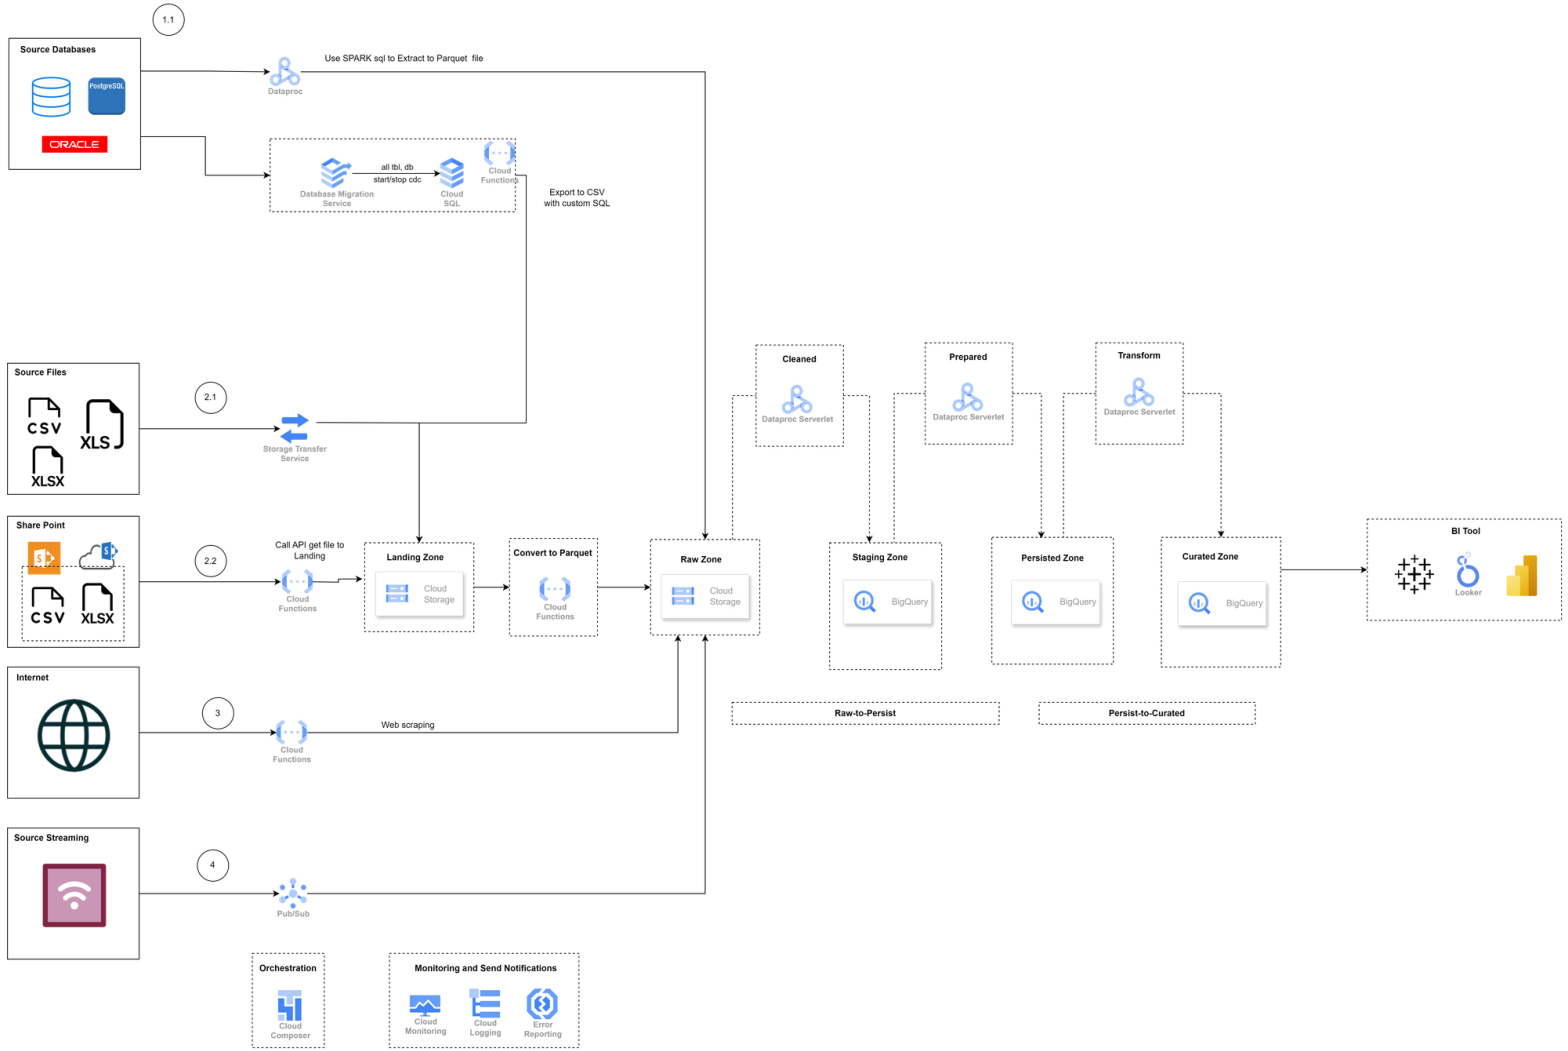 1.1
Source Databases
PostgreSQL
ORACLE
Use SPARK sql to Extract to Parquet file
Dataproc
Database Migration
Service
all tbl, db
start/stop cdc
Cloud
SQL
Cloud
Functions
Export to CSV
with custom SQL
Source Files
CSV
XLS
XLSX
2.1
Storage Transfer
Service
Share Point
S
S
CSV
XLSX
2.2
Call API get file to
Landing
Cloud
Functions
Landing Zone
Cloud
Storage
Convert to Parquet
Cloud
Functions
Raw Zone
Cloud
Storage
Cleaned
Dataproc Serverlet
Prepared
Dataproc Serverlet
Transform
Dataproc Serverlet
Staging Zone
BigQuery
Persisted Zone
BigQuery
Curated Zone
BigQuery
BI Tool
Looker
Raw-to-Persist
Persist-to-Curated
Internet
3
Cloud
Functions
Web scraping
Source Streaming
4
Pub/Sub
Orchestration
Cloud
Composer
Monitoring and Send Notifications
Cloud
Monitoring
Cloud
Logging
Error
Reporting